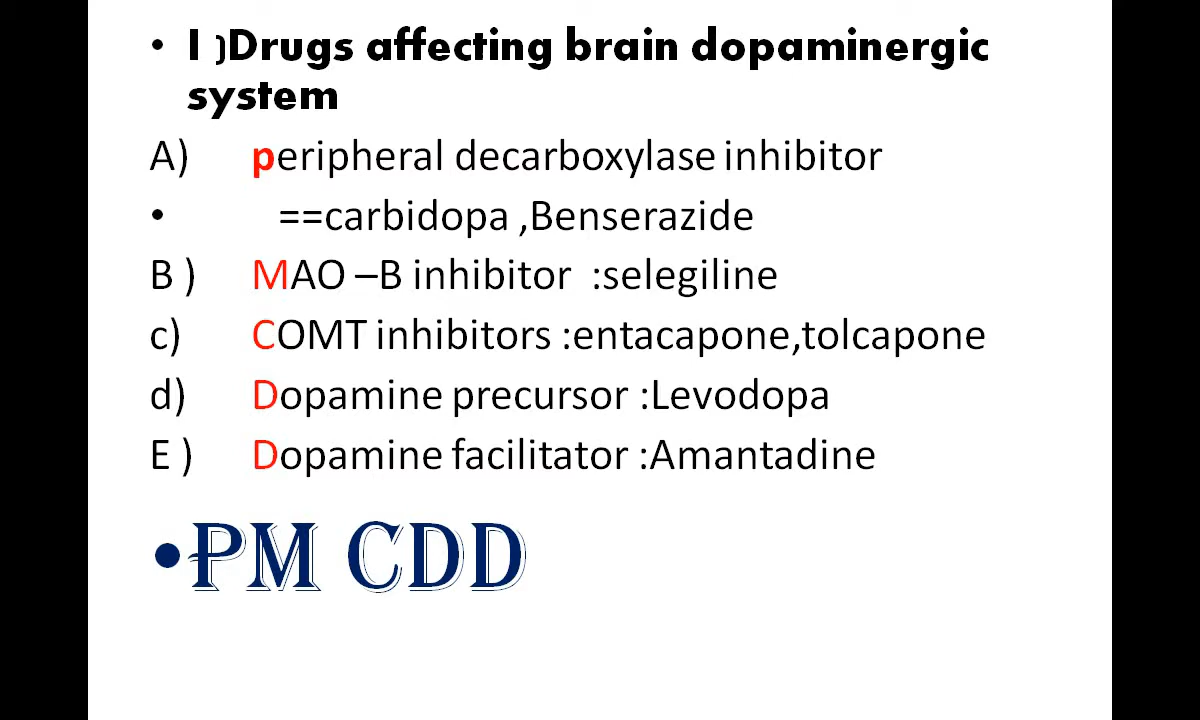 • I )Drugs affecting brain dopaminergic
system
A) peripheral decarboxylase inhibitor
• ==carbidopa ,Benserazide
B ) MAO –B inhibitor :selegiline
c) COMT inhibitors :entacapone,tolcapone
d) Dopamine precursor :Levodopa
E ) Dopamine facilitator :Amantadine
• PM CDD